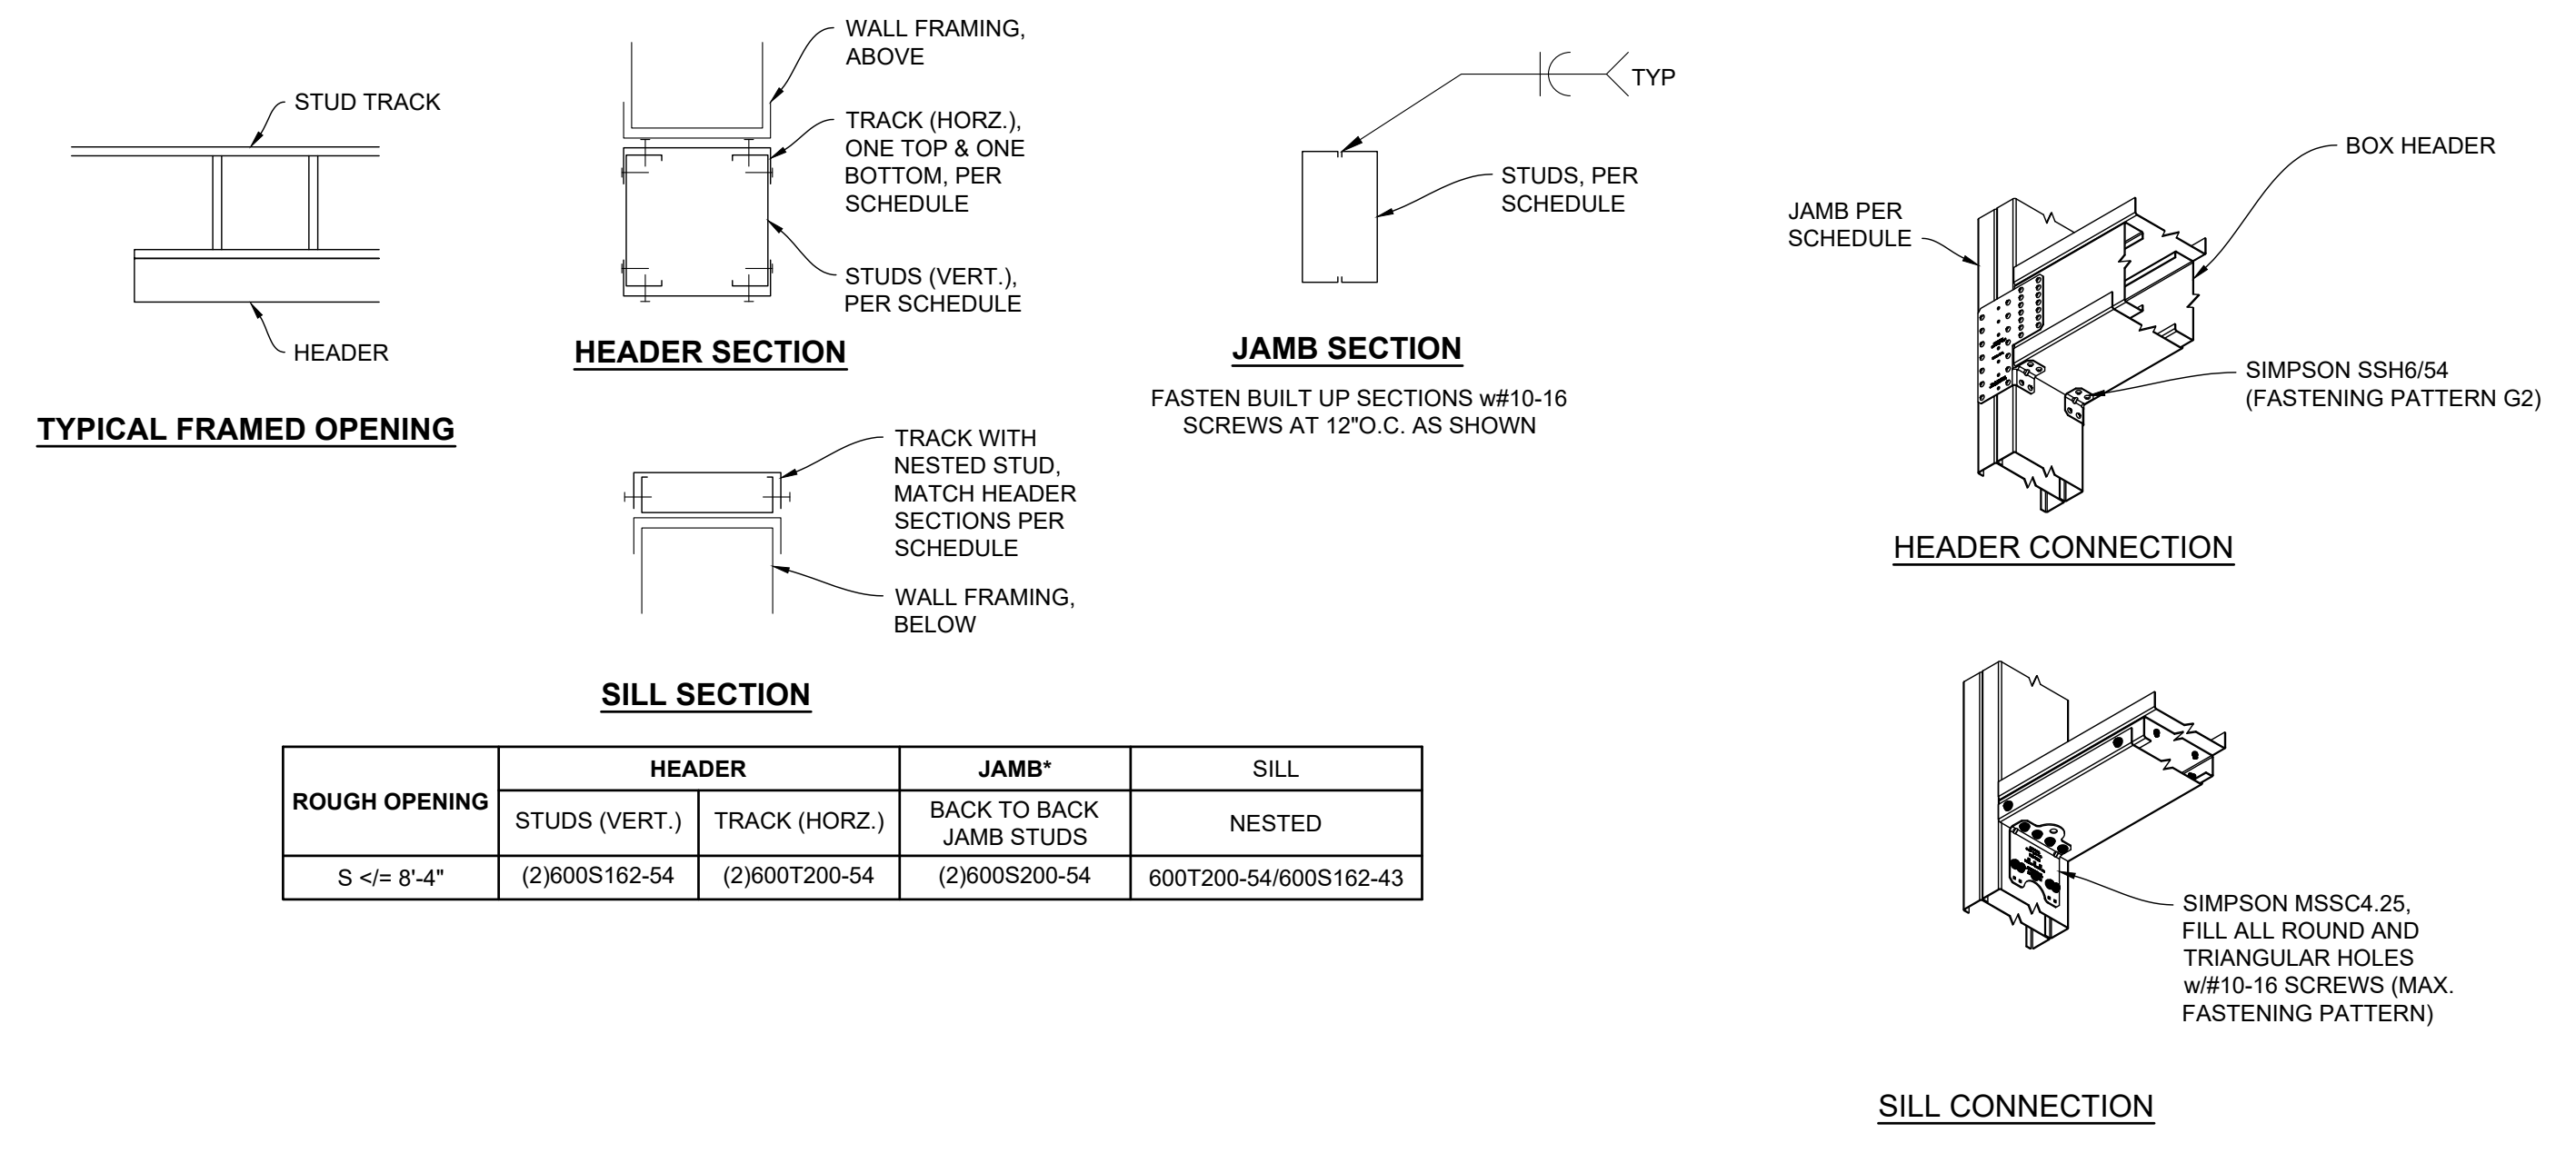 STUD TRACK
HEADER
TYPICAL FRAMED OPENING
WALL FRAMING,
ABOVE
TRACK (HORZ.),
ONE TOP & ONE
BOTTOM, PER
SCHEDULE
STUDS (VERT.),
PER SCHEDULE
HEADER SECTION
TRACK WITH
NESTED STUD,
MATCH HEADER
SECTIONS PER
SCHEDULE
WALL FRAMING,
BELOW
SILL SECTION
TYP
STUDS, PER
SCHEDULE
JAMB SECTION
FASTEN BUILT UP SECTIONS w#10-16
SCREWS AT 12"O.C. AS SHOWN
JAMB PER
SCHEDULE
BOX HEADER
SIMPSON SSH6/54
(FASTENING PATTERN G2)
HEADER CONNECTION
SIMPSON MSSC4.25,
FILL ALL ROUND AND
TRIANGULAR HOLES
w/#10-16 SCREWS (MAX.
FASTENING PATTERN)
SILL CONNECTION
ROUGH OPENING
HEADER
JAMB*
SILL
STUDS (VERT.)
TRACK (HORZ.)
BACK TO BACK
JAMB STUDS
NESTED
S </= 8'-4"
(2)600S162-54
(2)600T200-54
(2)600S200-54
600T200-54/600S162-43